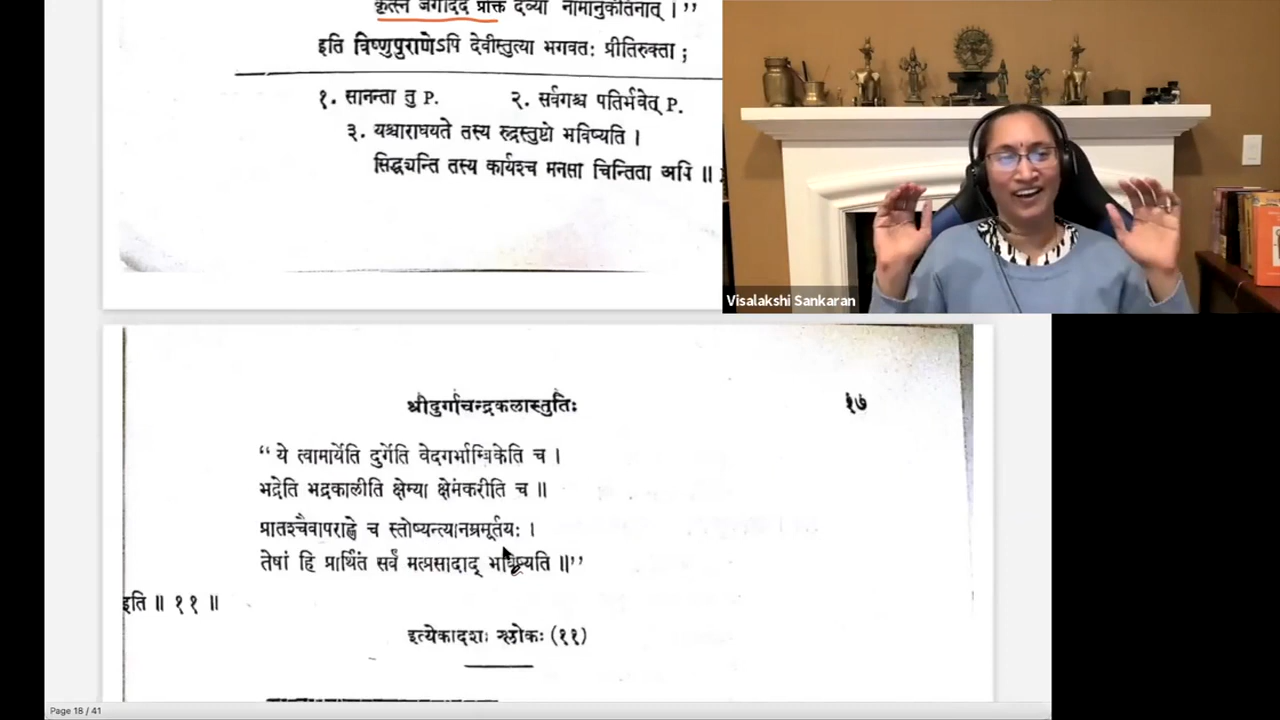 कृत्स्नं जगदिदं प्रोक्तं देव्या नामानुकीर्तनात् ।”
इति विष्णुपुराणेऽपि देवीस्तुत्या भगवतः प्रीतिरुक्ता ;
१. सानन्ता तु P. २. सर्वगश्च पतिर्भवेत् P.
३. यश्चाराधयते तस्य रुद्रस्तुष्टो भविष्यति ।
सिद्ध्यन्ति तस्य कार्यश्च मनसा चिन्तिता अपि ॥
Visalakshi Sankaran
श्रीदुर्गाचन्द्रकलास्तुतिः
१७
“ ये त्वामार्येति दुर्गेति वेदगर्भाम्बिकेति च ।
भद्रेति भद्रकालीति क्षेम्या क्षेमंकरीति च ॥
प्रातश्चैवापराह्ने च स्तोष्यन्त्यानम्रमूर्तयः ।
तेषां हि प्रार्थितं सर्वं मत्प्रसादाद् भविष्यति ॥”
इति ॥ ११ ॥
इत्येकादशः श्लोकः (११)
Page 18 / 41